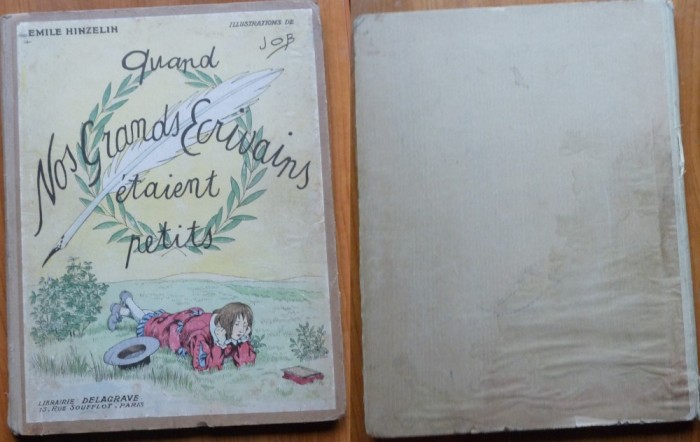 EMILE HINZELIN
ILLUSTRATIONS DE
JOB
Quand
Nos Grands Ecrivains
étaient
petits
LIBRAIRIE DELAGRAVE
15, RUE SOUFFLOT, PARIS